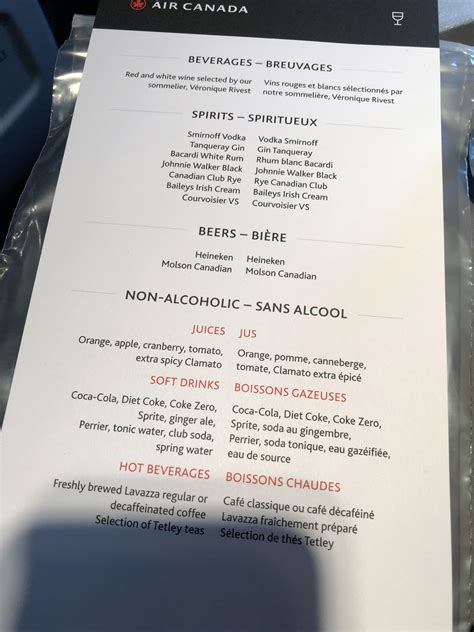 AIR CANADA
BEVERAGES – BREUVAGES
Red and white wine selected by our
sommelier, Véronique Rivest
Vins rouges et blancs sélectionnés par
notre sommelière, Véronique Rivest
SPIRITS – SPIRITUEUX
Smirnoff Vodka
Tanqueray Gin
Bacardi White Rum
Johnnie Walker Black
Canadian Club Rye
Baileys Irish Cream
Courvoisier VS
Vodka Smirnoff
Gin Tanqueray
Rhum blanc Bacardi
Johnnie Walker Black
Rye Canadian Club
Baileys Irish Cream
Courvoisier VS
BEERS – BIÈRE
Heineken
Molson Canadian
Heineken
Molson Canadian
NON-ALCOHOLIC – SANS ALCOOL
JUICES
Orange, apple, cranberry, tomato,
extra spicy Clamato
JUS
Orange, pomme, canneberge,
tomate, Clamato extra épicé
SOFT DRINKS
Coca-Cola, Diet Coke, Coke Zero,
Sprite, ginger ale,
Perrier, tonic water, club soda,
spring water
BOISSONS GAZEUSES
Coca-Cola, Diet Coke, Coke Zero,
Sprite, soda au gingembre,
Perrier, soda tonique, eau gazéifiée,
eau de source
HOT BEVERAGES
Freshly brewed Lavazza regular or
decaffeinated coffee
Selection of Tetley teas
BOISSONS CHAUDES
Café classique ou café décaféiné
Lavazza fraîchement préparé
Sélection de thés Tetley